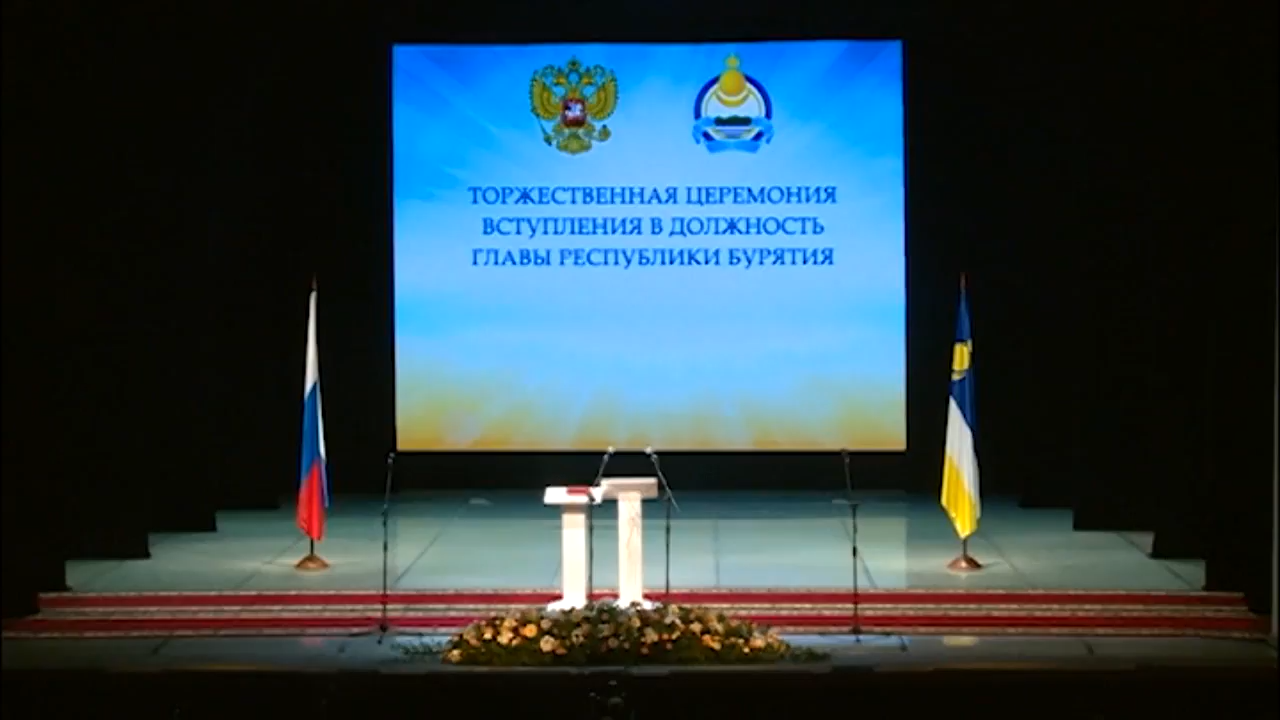 ТОРЖЕСТВЕННАЯ ЦЕРЕМОНИЯ
ВСТУПЛЕНИЯ В ДОЛЖНОСТЬ
ГЛАВЫ РЕСПУБЛИКИ БУРЯТИЯ